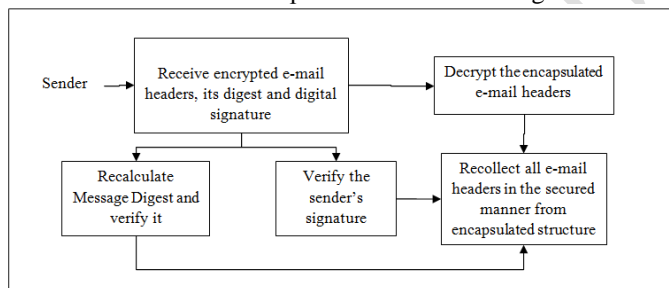 Sender
Receive encrypted e-mail
headers, its digest and digital
signature
Decrypt the encapsulated
e-mail headers
Recalculate
Message Digest and
verify it
Verify the
sender's
signature
Recollect all e-mail
headers in the secured
manner from
encapsulated structure